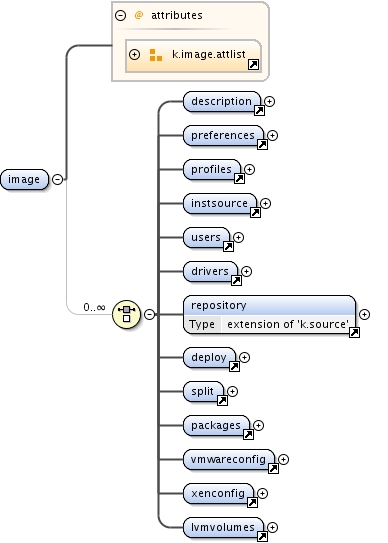 @ attributes
k.image.attlist
description
preferences
profiles
instsource
image
users
drivers
0..∞
repository
Type extension of 'k.source'
deploy
split
packages
vmwareconfig
xenconfig
lvmvolumes